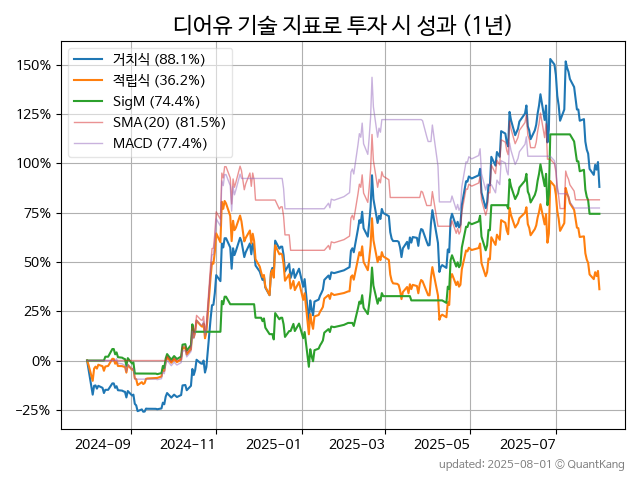 디어유 기술 지표로 투자 시 성과 (1년)
거치식 (88.1%)
적립식 (36.2%)
SigM (74.4%)
SMA(20) (81.5%)
MACD (77.4%)
150%
125%
100%
75%
50%
25%
0%
−25%
2024-09 2024-11 2025-01 2025-03 2025-05 2025-07
updated: 2025-08-01 © QuantKang